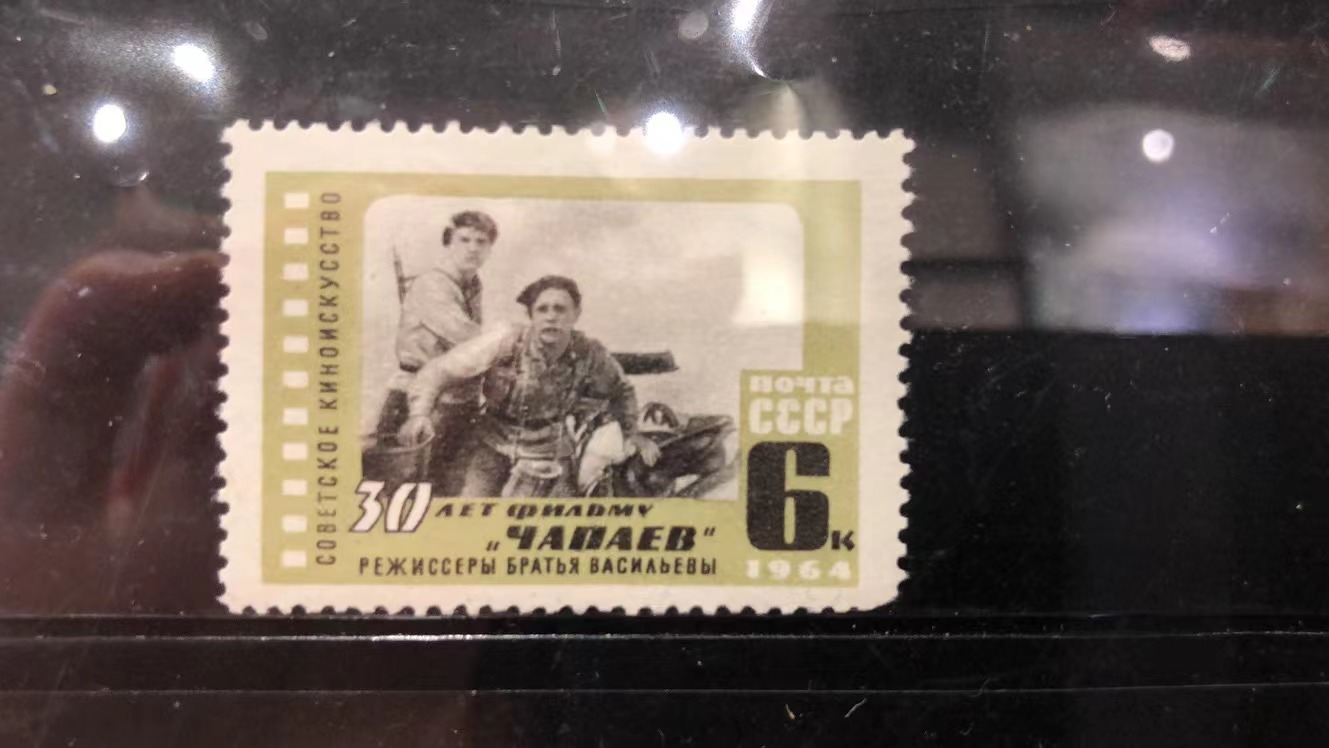 СОВЕТСКОЕ КИНОИСКУССТВО
почта
СССР
6к
1964
30 ЛЕТ ФИЛЬМУ
„ЧАПАЕВ“
РЕЖИССЕРЫ БРАТЬЯ ВАСИЛЬЕВЫ